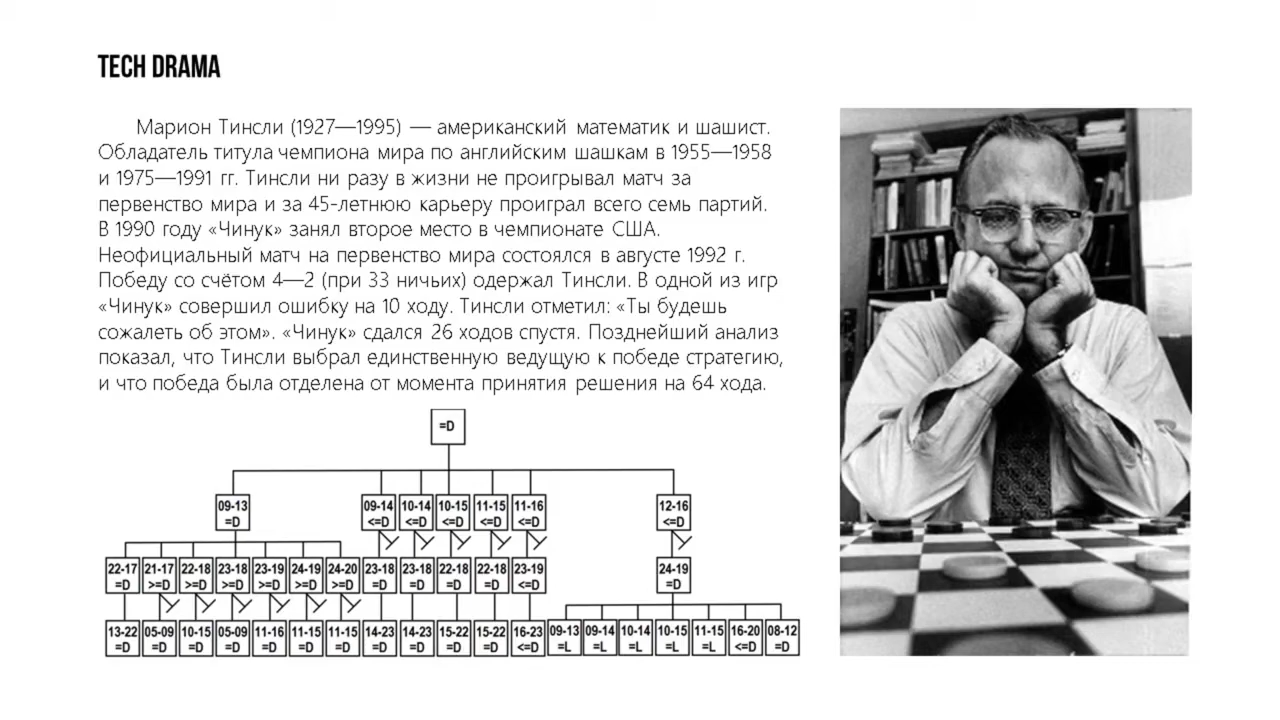 TECH DRAMA
Марион Тинсли (1927—1995) — американский математик и шашист.
Обладатель титула чемпиона мира по английским шашкам в 1955—1958
и 1975—1991 гг. Тинсли ни разу в жизни не проигрывал матч за
первенство мира и за 45-летнюю карьеру проиграл всего семь партий.
В 1990 году «Чинук» занял второе место в чемпионате США.
Неофициальный матч на первенство мира состоялся в августе 1992 г.
Победу со счётом 4—2 (при 33 ничьих) одержал Тинсли. В одной из игр
«Чинук» совершил ошибку на 10 ходу. Тинсли отметил: «Ты будешь
сожалеть об этом». «Чинук» сдался 26 ходов спустя. Позднейший анализ
показал, что Тинсли выбрал единственную ведущую к победе стратегию,
и что победа была отделена от момента принятия решения на 64 хода.
=D
09-13 09-14 10-14 10-15 11-15 11-16 12-16
=D <=D <=D <=D <=D <=D <=D
22-17 21-17 22-18 23-18 23-19 24-19 24-20 23-18 23-18 22-18 22-18 23-19 24-19
=D >=D >=D >=D >=D >=D >=D =D =D =D =D <=D =D
13-22 05-09 10-15 05-09 11-16 11-15 11-15 14-23 14-23 15-22 15-22 16-23 09-13 09-14 10-14 10-15 11-15 16-20 08-12
=D =D =D =D =D =D =D =D =D =D =D <=D =L =L =L =L =L <=D =D